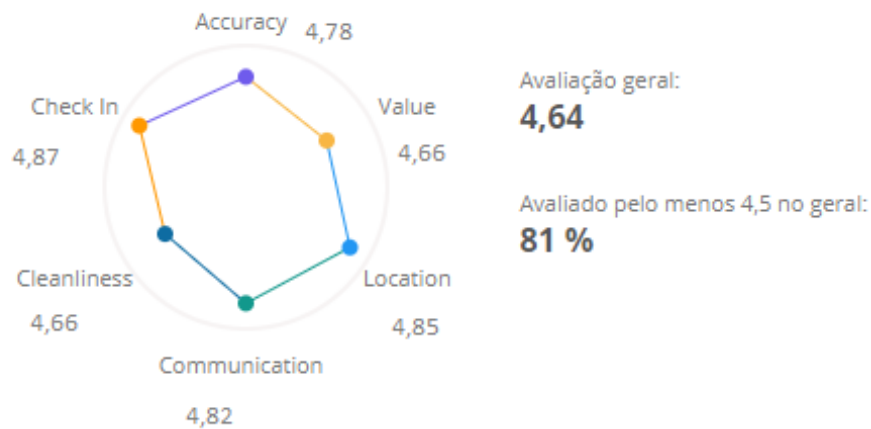 Accuracy
4,78
Check In
4,87
Value
4,66
Cleanliness
4,66
Location
4,85
Communication
4,82
Avaliação geral:
4,64
Avaliado pelo menos 4,5 no geral:
81 %